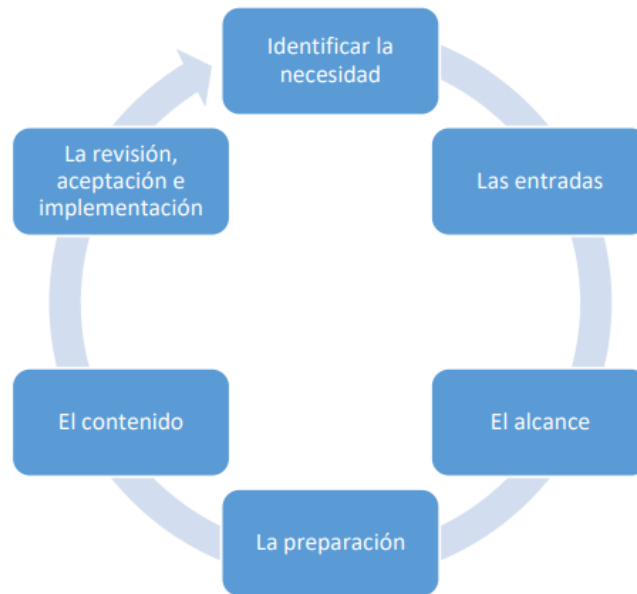 Identificar la
necesidad
Las entradas
El alcance
La preparación
El contenido
La revisión,
aceptación e
implementación